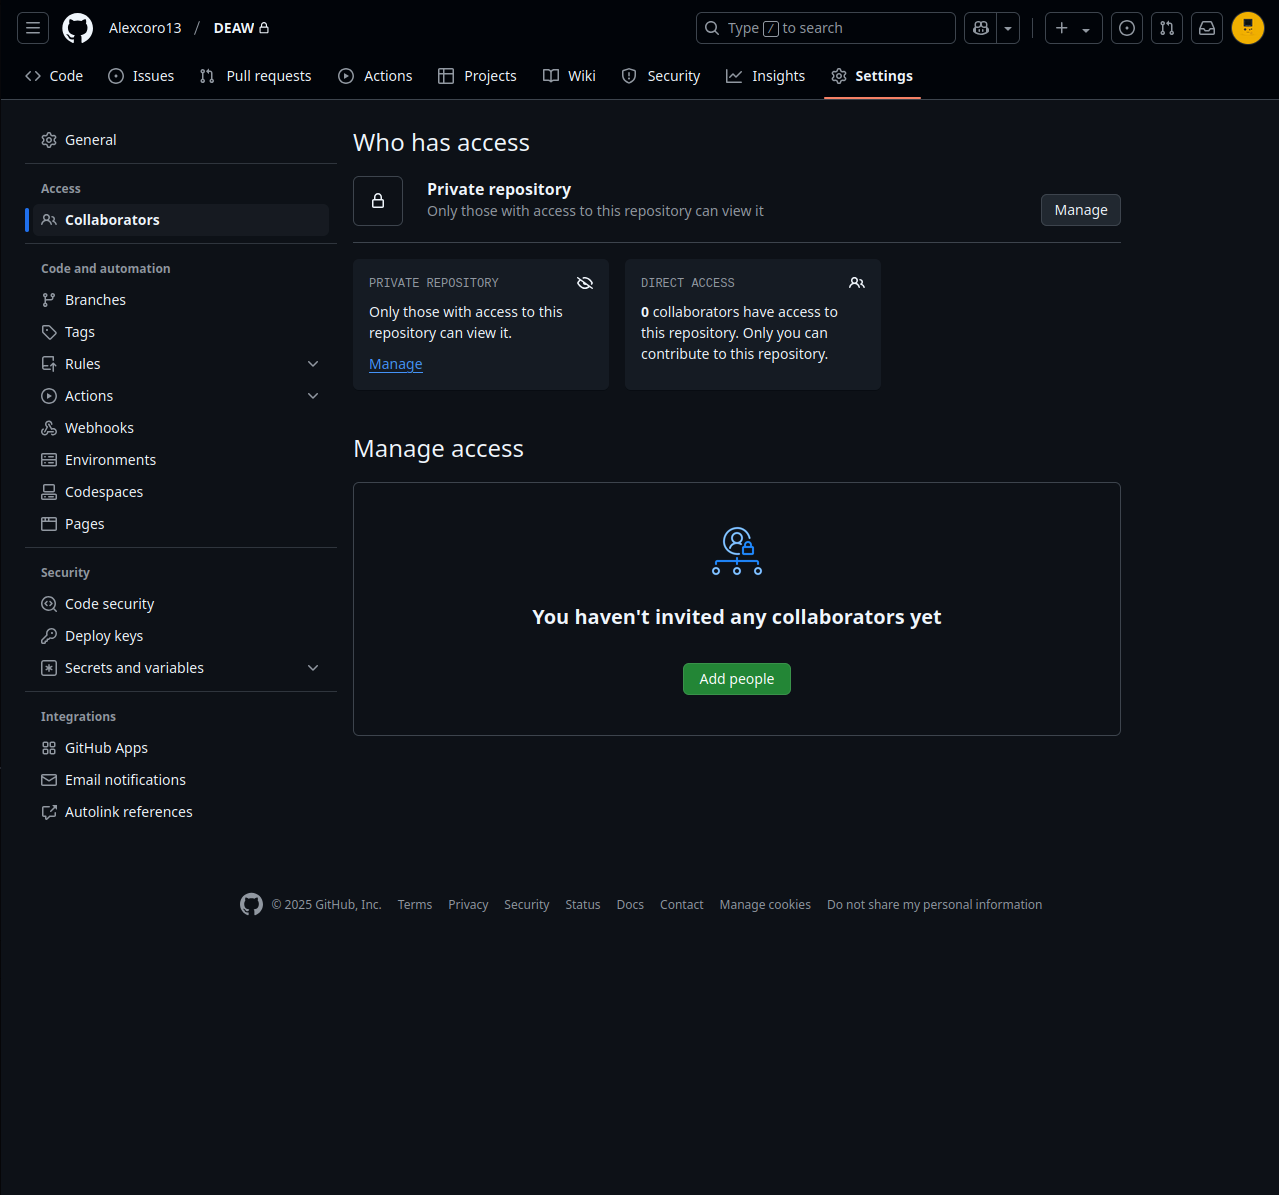 Alexcoro13 / DEAW
Type / to search
Code
Issues
Pull requests
Actions
Projects
Wiki
Security
Insights
Settings
General
Access
Collaborators
Code and automation
Branches
Tags
Rules
Actions
Webhooks
Environments
Codespaces
Pages
Security
Code security
Deploy keys
Secrets and variables
Integrations
GitHub Apps
Email notifications
Autolink references
Who has access
Private repository
Only those with access to this repository can view it
Manage
PRIVATE REPOSITORY
Only those with access to this
repository can view it.
Manage
DIRECT ACCESS
0 collaborators have access to
this repository. Only you can
contribute to this repository.
Manage access
You haven't invited any collaborators yet
Add people
© 2025 GitHub, Inc.
Terms
Privacy
Security
Status
Docs
Contact
Manage cookies
Do not share my personal information